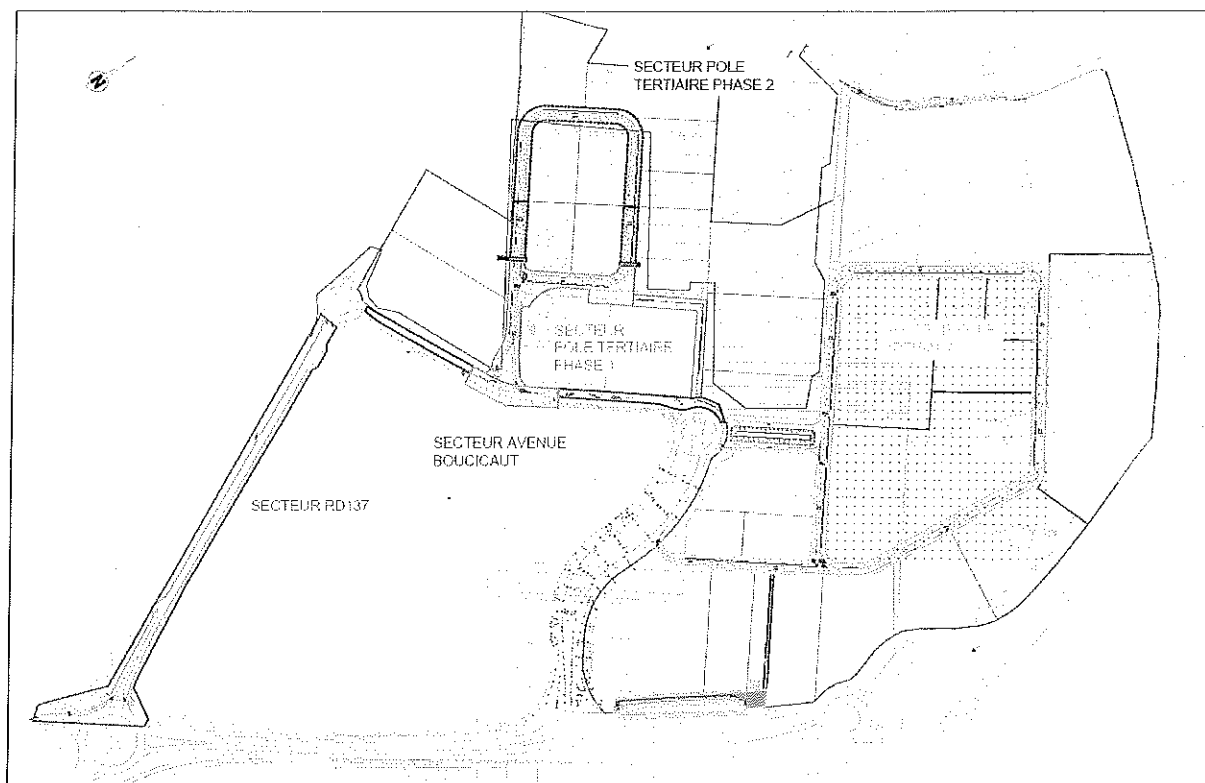 N
SECTEUR POLE
TERTIAIRE PHASE 2
SECTEUR
POLE TERTIAIRE
PHASE 1
SECTEUR AVENUE
BOUCICAUT
SECTEUR RD137